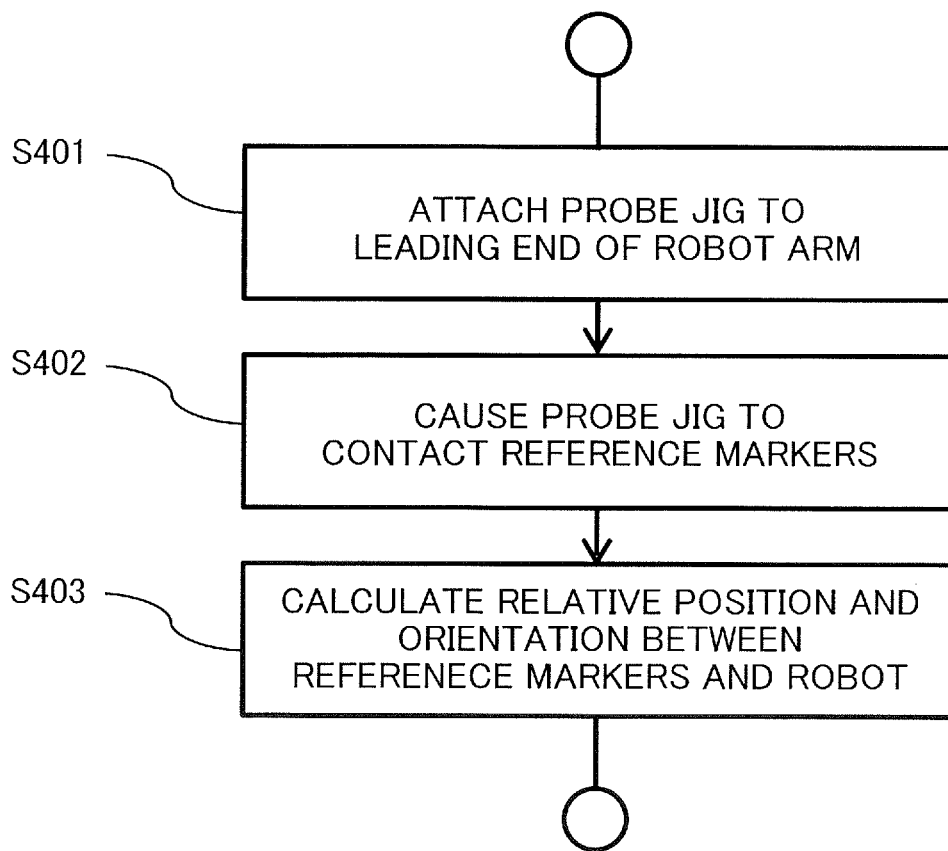 S401
ATTACH PROBE JIG TO
LEADING END OF ROBOT ARM
S402
CAUSE PROBE JIG TO
CONTACT REFERENCE MARKERS
S403
CALCULATE RELATIVE POSITION AND
ORIENTATION BETWEEN
REFERENECE MARKERS AND ROBOT